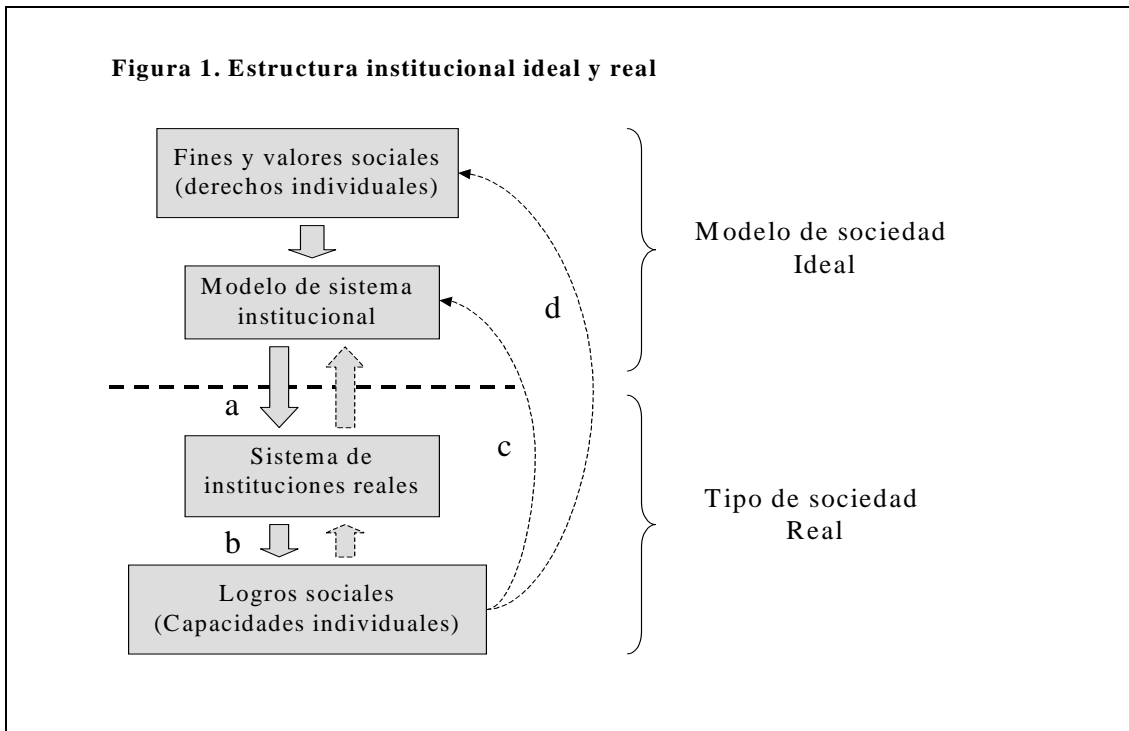 Figura 1. Estructura institucional ideal y real
Fines y valores sociales
(derechos individuales)
Modelo de sistema
institucional
a
Sistema de
instituciones reales
b
Logros sociales
(Capacidades individuales)
c
d
Modelo de sociedad
Ideal
Tipo de sociedad
Real